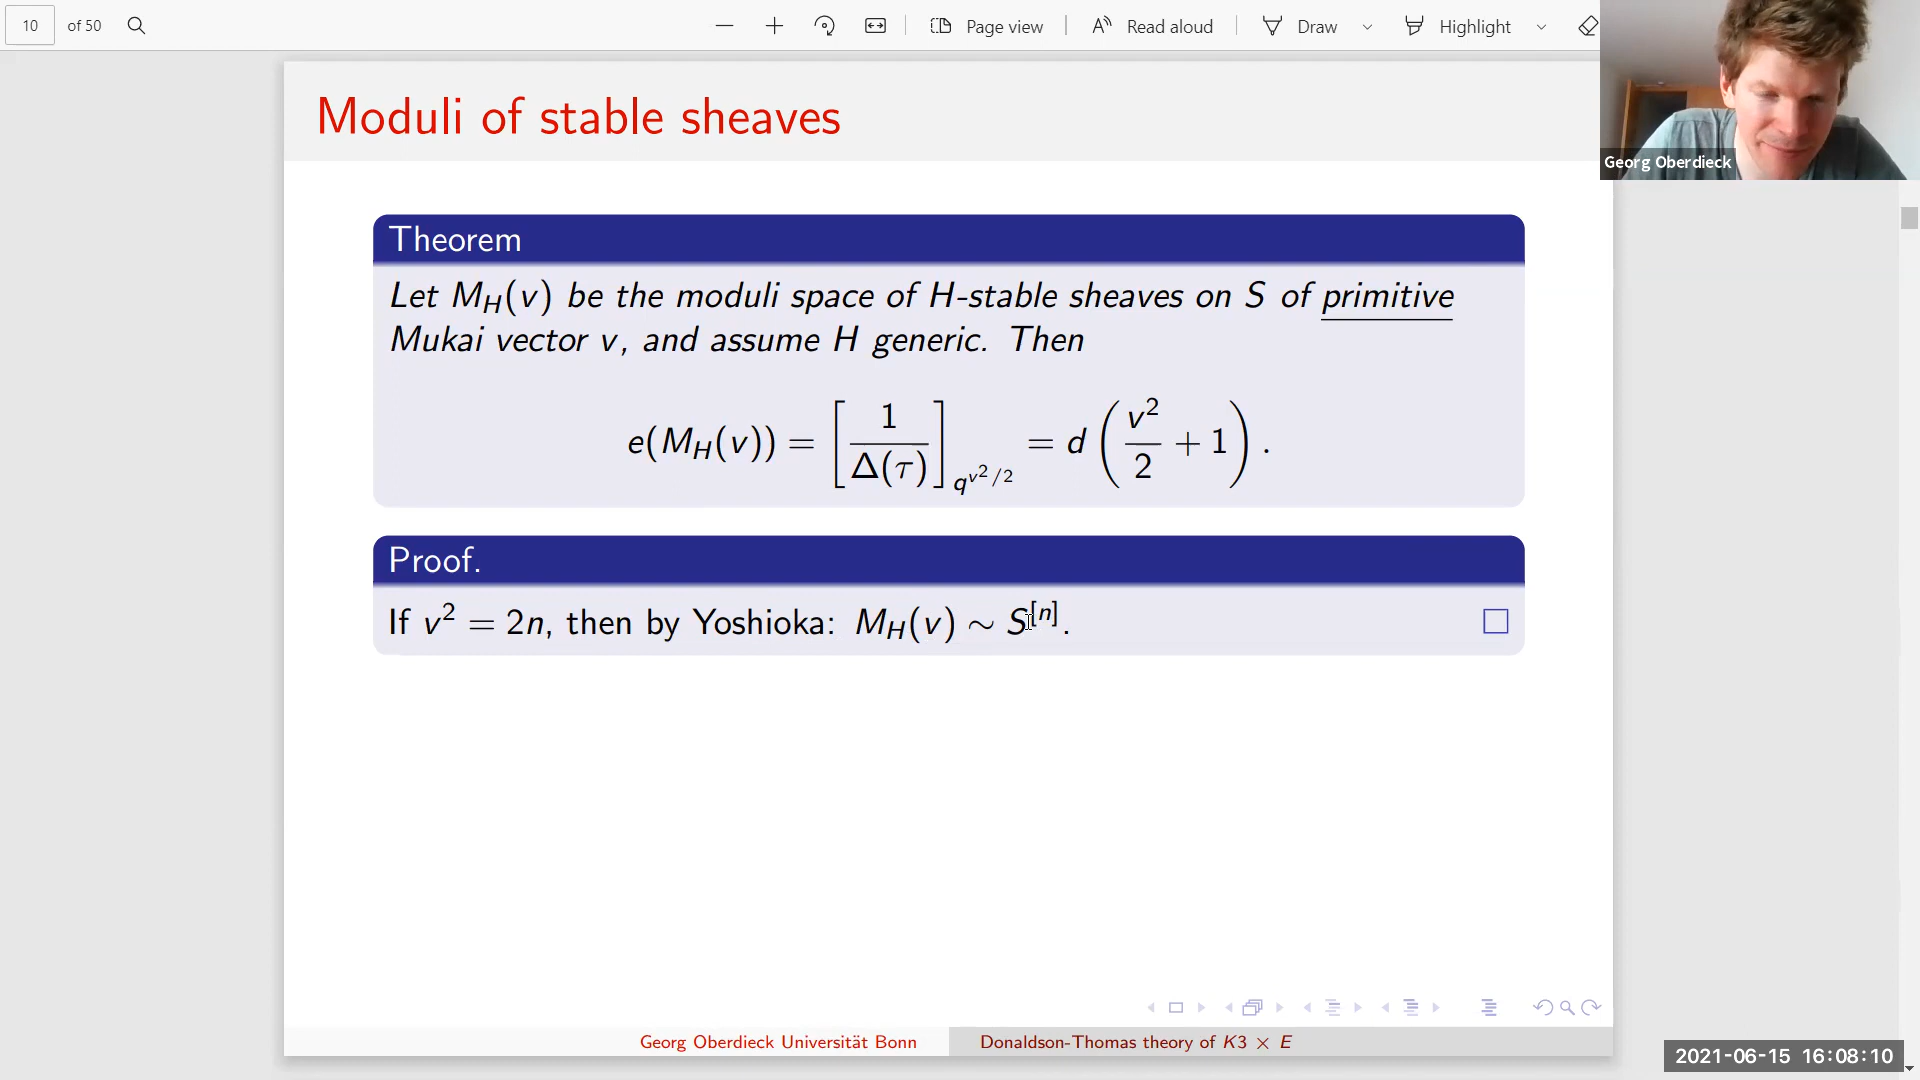 10 of 50 Page view Read aloud Draw Highlight
Moduli of stable sheaves
Georg Oberdieck
Theorem
Let M_H(v) be the moduli space of H-stable sheaves on S of primitive
Mukai vector v, and assume H generic. Then
e(M_H(v)) = [1/Δ(τ)]_{q^{v²/2}} = d(v²/2 + 1).
Proof.
If v² = 2n, then by Yoshioka: M_H(v) ∼ S^{[n]}. □
Georg Oberdieck Universität Bonn Donaldson-Thomas theory of K3 × E
2021-06-15 16:08:10